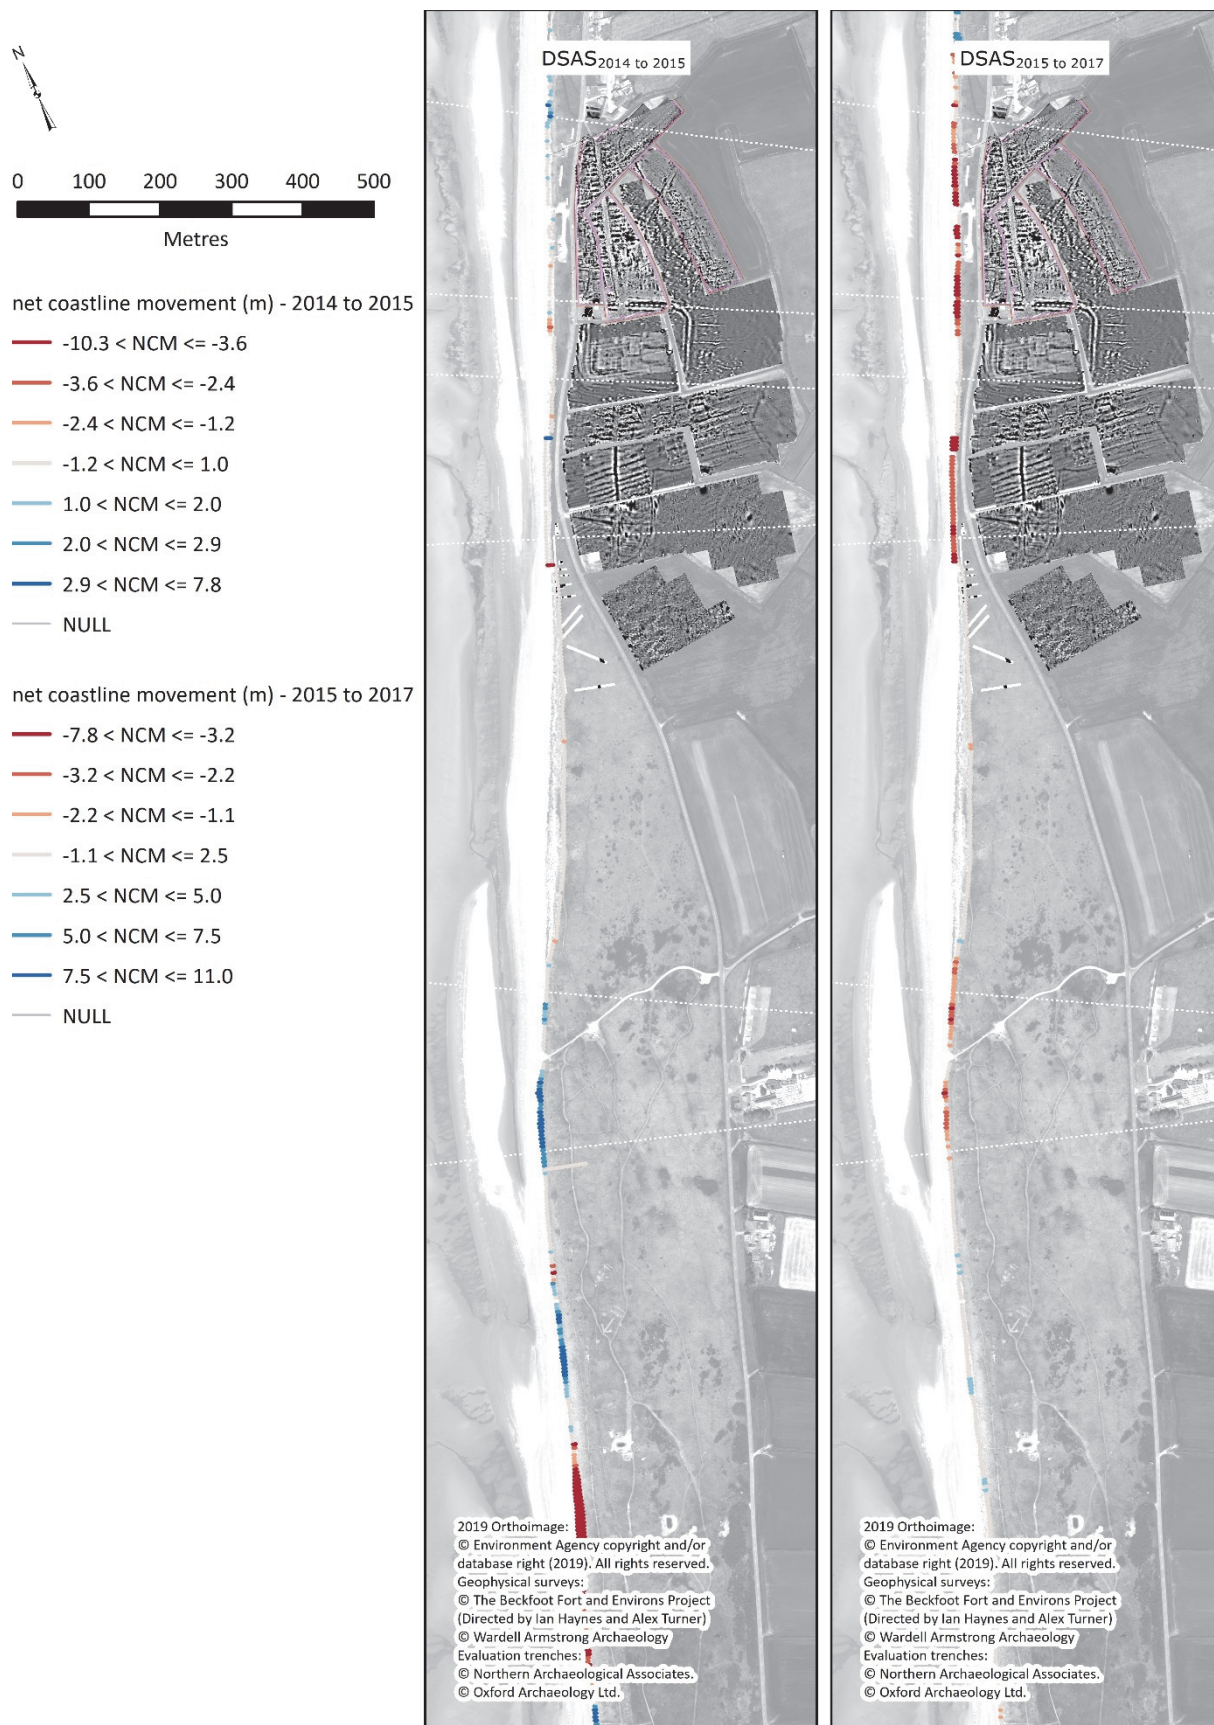 N
0 100 200 300 400 500
Metres
net coastline movement (m) - 2014 to 2015
-10.3 < NCM <= -3.6
-3.6 < NCM <= -2.4
-2.4 < NCM <= -1.2
-1.2 < NCM <= 1.0
1.0 < NCM <= 2.0
2.0 < NCM <= 2.9
2.9 < NCM <= 7.8
NULL
net coastline movement (m) - 2015 to 2017
-7.8 < NCM <= -3.2
-3.2 < NCM <= -2.2
-2.2 < NCM <= -1.1
-1.1 < NCM <= 2.5
2.5 < NCM <= 5.0
5.0 < NCM <= 7.5
7.5 < NCM <= 11.0
NULL
DSAS 2014 to 2015
2019 Orthoimage:
© Environment Agency copyright and/or
database right (2019). All rights reserved.
Geophysical surveys:
© The Beckfoot Fort and Environs Project
(Directed by Ian Haynes and Alex Turner)
© Wardell Armstrong Archaeology
Evaluation trenches:
© Northern Archaeological Associates.
© Oxford Archaeology Ltd.
DSAS 2015 to 2017
2019 Orthoimage:
© Environment Agency copyright and/or
database right (2019). All rights reserved.
Geophysical surveys:
© The Beckfoot Fort and Environs Project
(Directed by Ian Haynes and Alex Turner)
© Wardell Armstrong Archaeology
Evaluation trenches:
© Northern Archaeological Associates.
© Oxford Archaeology Ltd.